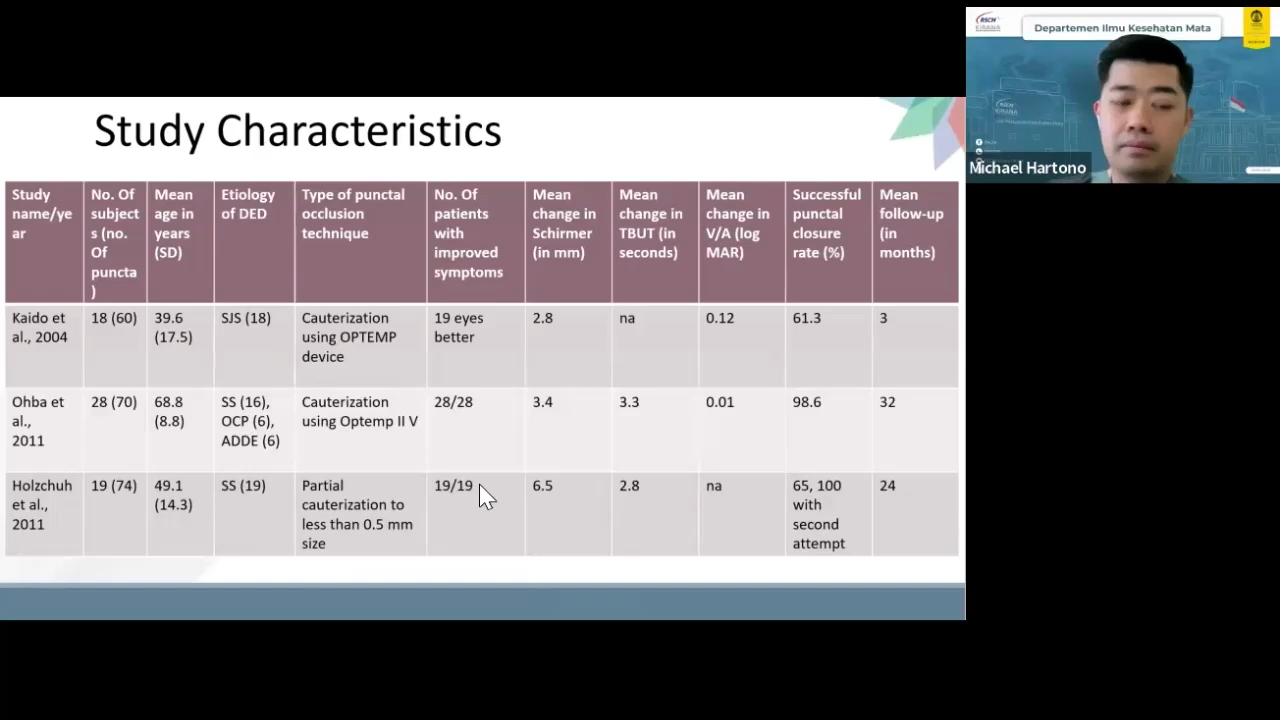 RSCM
KIRANA
Departemen Ilmu Kesehatan Mata
RSCM
KIRANA
Michael Hartono
Study Characteristics
Study
name/ye
ar
No. Of
subject
s (no.
Of
puncta
)
Mean
age in
years
(SD)
Etiology
of DED
Type of punctal
occlusion
technique
No. Of
patients
with
improved
symptoms
Mean
change in
Schirmer
(in mm)
Mean
change in
TBUT (in
seconds)
Mean
change in
V/A (log
MAR)
Successful
punctal
closure
rate (%)
Mean
follow-up
(in
months)
Kaido et
al., 2004
18 (60)
39.6
(17.5)
SJS (18)
Cauterization
using OPTEMP
device
19 eyes
better
2.8
na
0.12
61.3
3
Ohba et
al.,
2011
28 (70)
68.8
(8.8)
SS (16),
OCP (6),
ADDE (6)
Cauterization
using Optemp II V
28/28
3.4
3.3
0.01
98.6
32
Holzchuh
et al.,
2011
19 (74)
49.1
(14.3)
SS (19)
Partial
cauterization to
less than 0.5 mm
size
19/19
6.5
2.8
na
65, 100
with
second
attempt
24